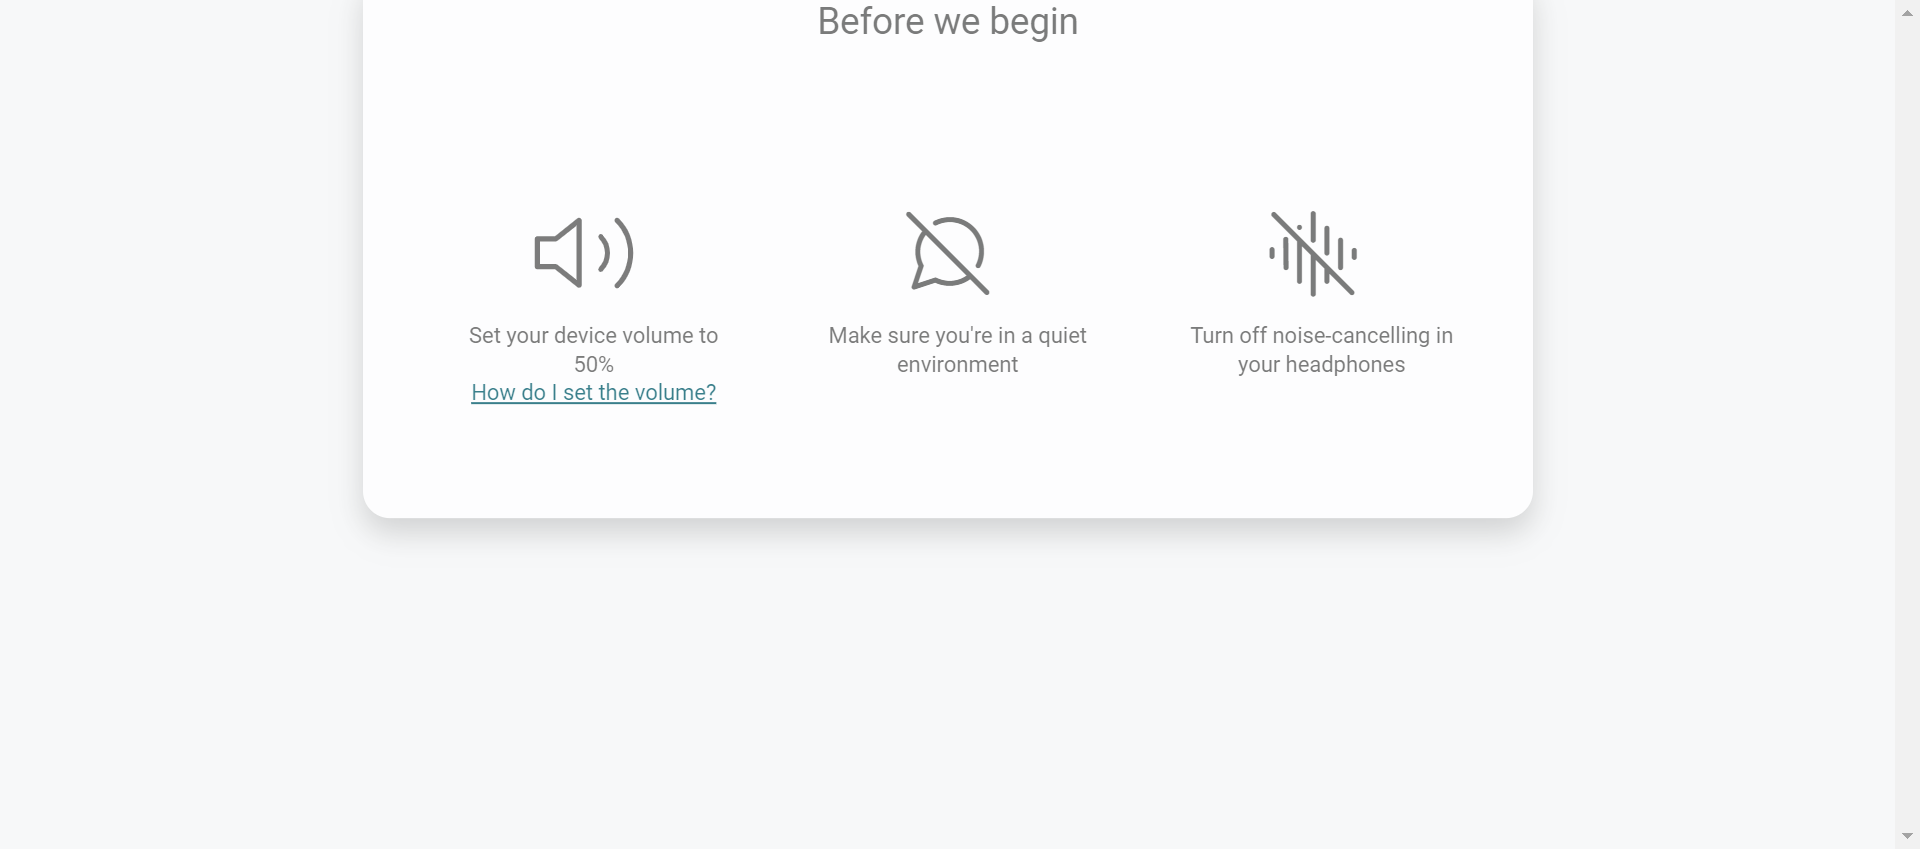 Before we begin
Set your device volume to
50%
How do I set the volume?
Make sure you're in a quiet
environment
Turn off noise-cancelling in
your headphones